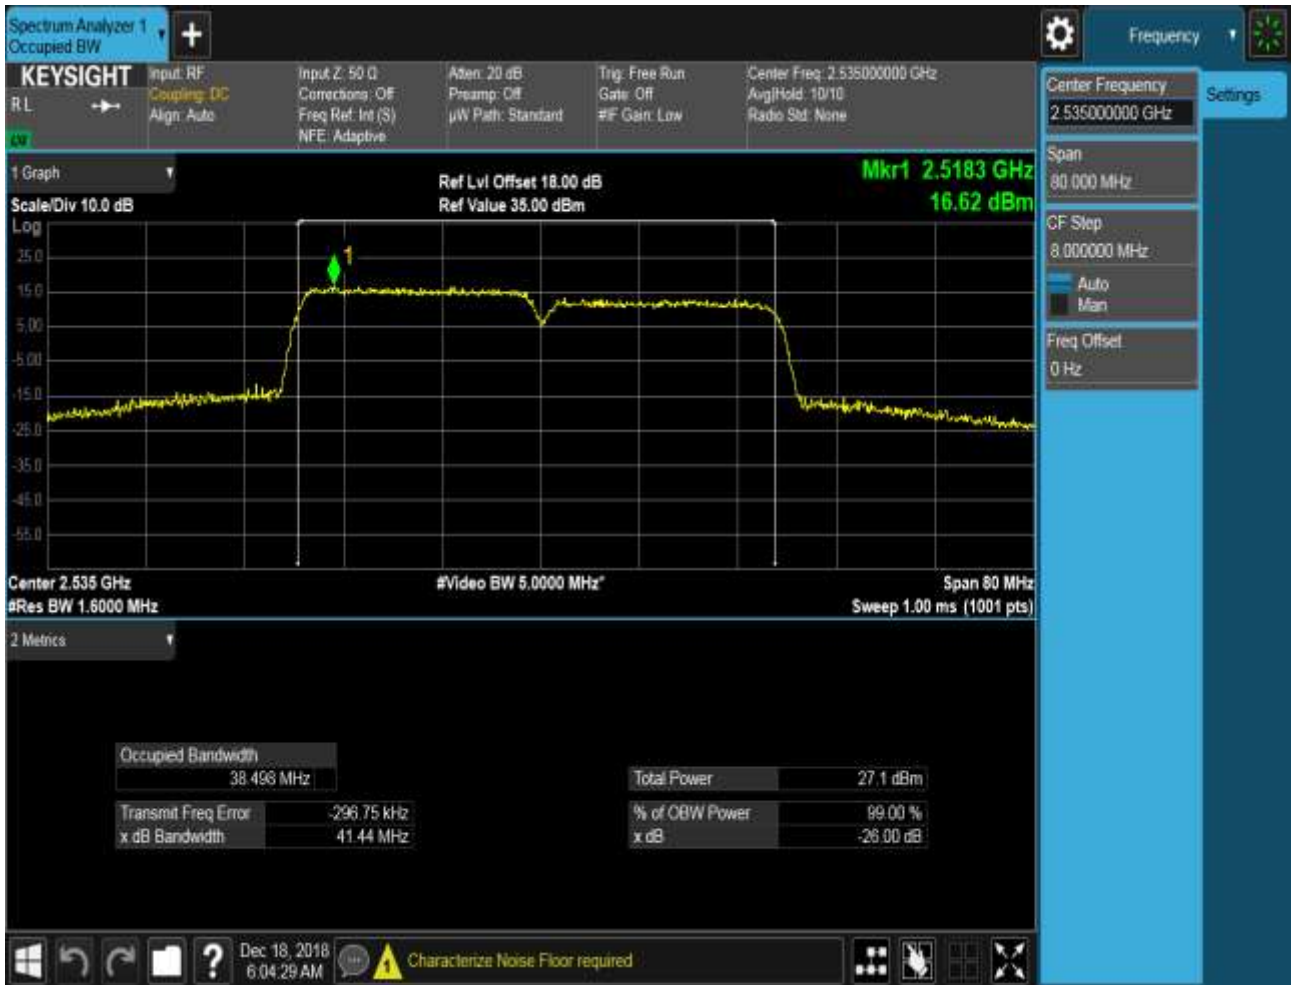 Spectrum Analyzer 1
Occupied BW
+
Frequency
KEYSIGHT
R L
LXI
Input: RF
Coupling: DC
Align: Auto
Input Z: 50 Ω
Corrections: Off
Freq Ref: Int (S)
NFE: Adaptive
Atten: 20 dB
Preamp: Off
µW Path: Standard
Trig: Free Run
Gate: Off
#IF Gain: Low
Center Freq: 2.535000000 GHz
Avg|Hold: 10/10
Radio Std: None
Center Frequency
2.535000000 GHz
Settings
Span
80.000 MHz
CF Step
8.000000 MHz
Auto
Man
Freq Offset
0 Hz
1 Graph
Scale/Div 10.0 dB
Ref Lvl Offset 18.00 dB
Ref Value 35.00 dBm
Mkr1 2.5183 GHz
16.62 dBm
Log
25.0
15.0
5.00
-5.00
-15.0
-25.0
-35.0
-45.0
-55.0
1
Center 2.535 GHz
#Video BW 5.0000 MHz*
Span 80 MHz
#Res BW 1.6000 MHz
Sweep 1.00 ms (1001 pts)
2 Metrics
Occupied Bandwidth
38.498 MHz
Total Power 27.1 dBm
Transmit Freq Error -296.75 kHz
% of OBW Power 99.00 %
x dB Bandwidth 41.44 MHz
x dB -26.00 dB
?
Dec 18, 2018
6:04:29 AM
1
Characterize Noise Floor required